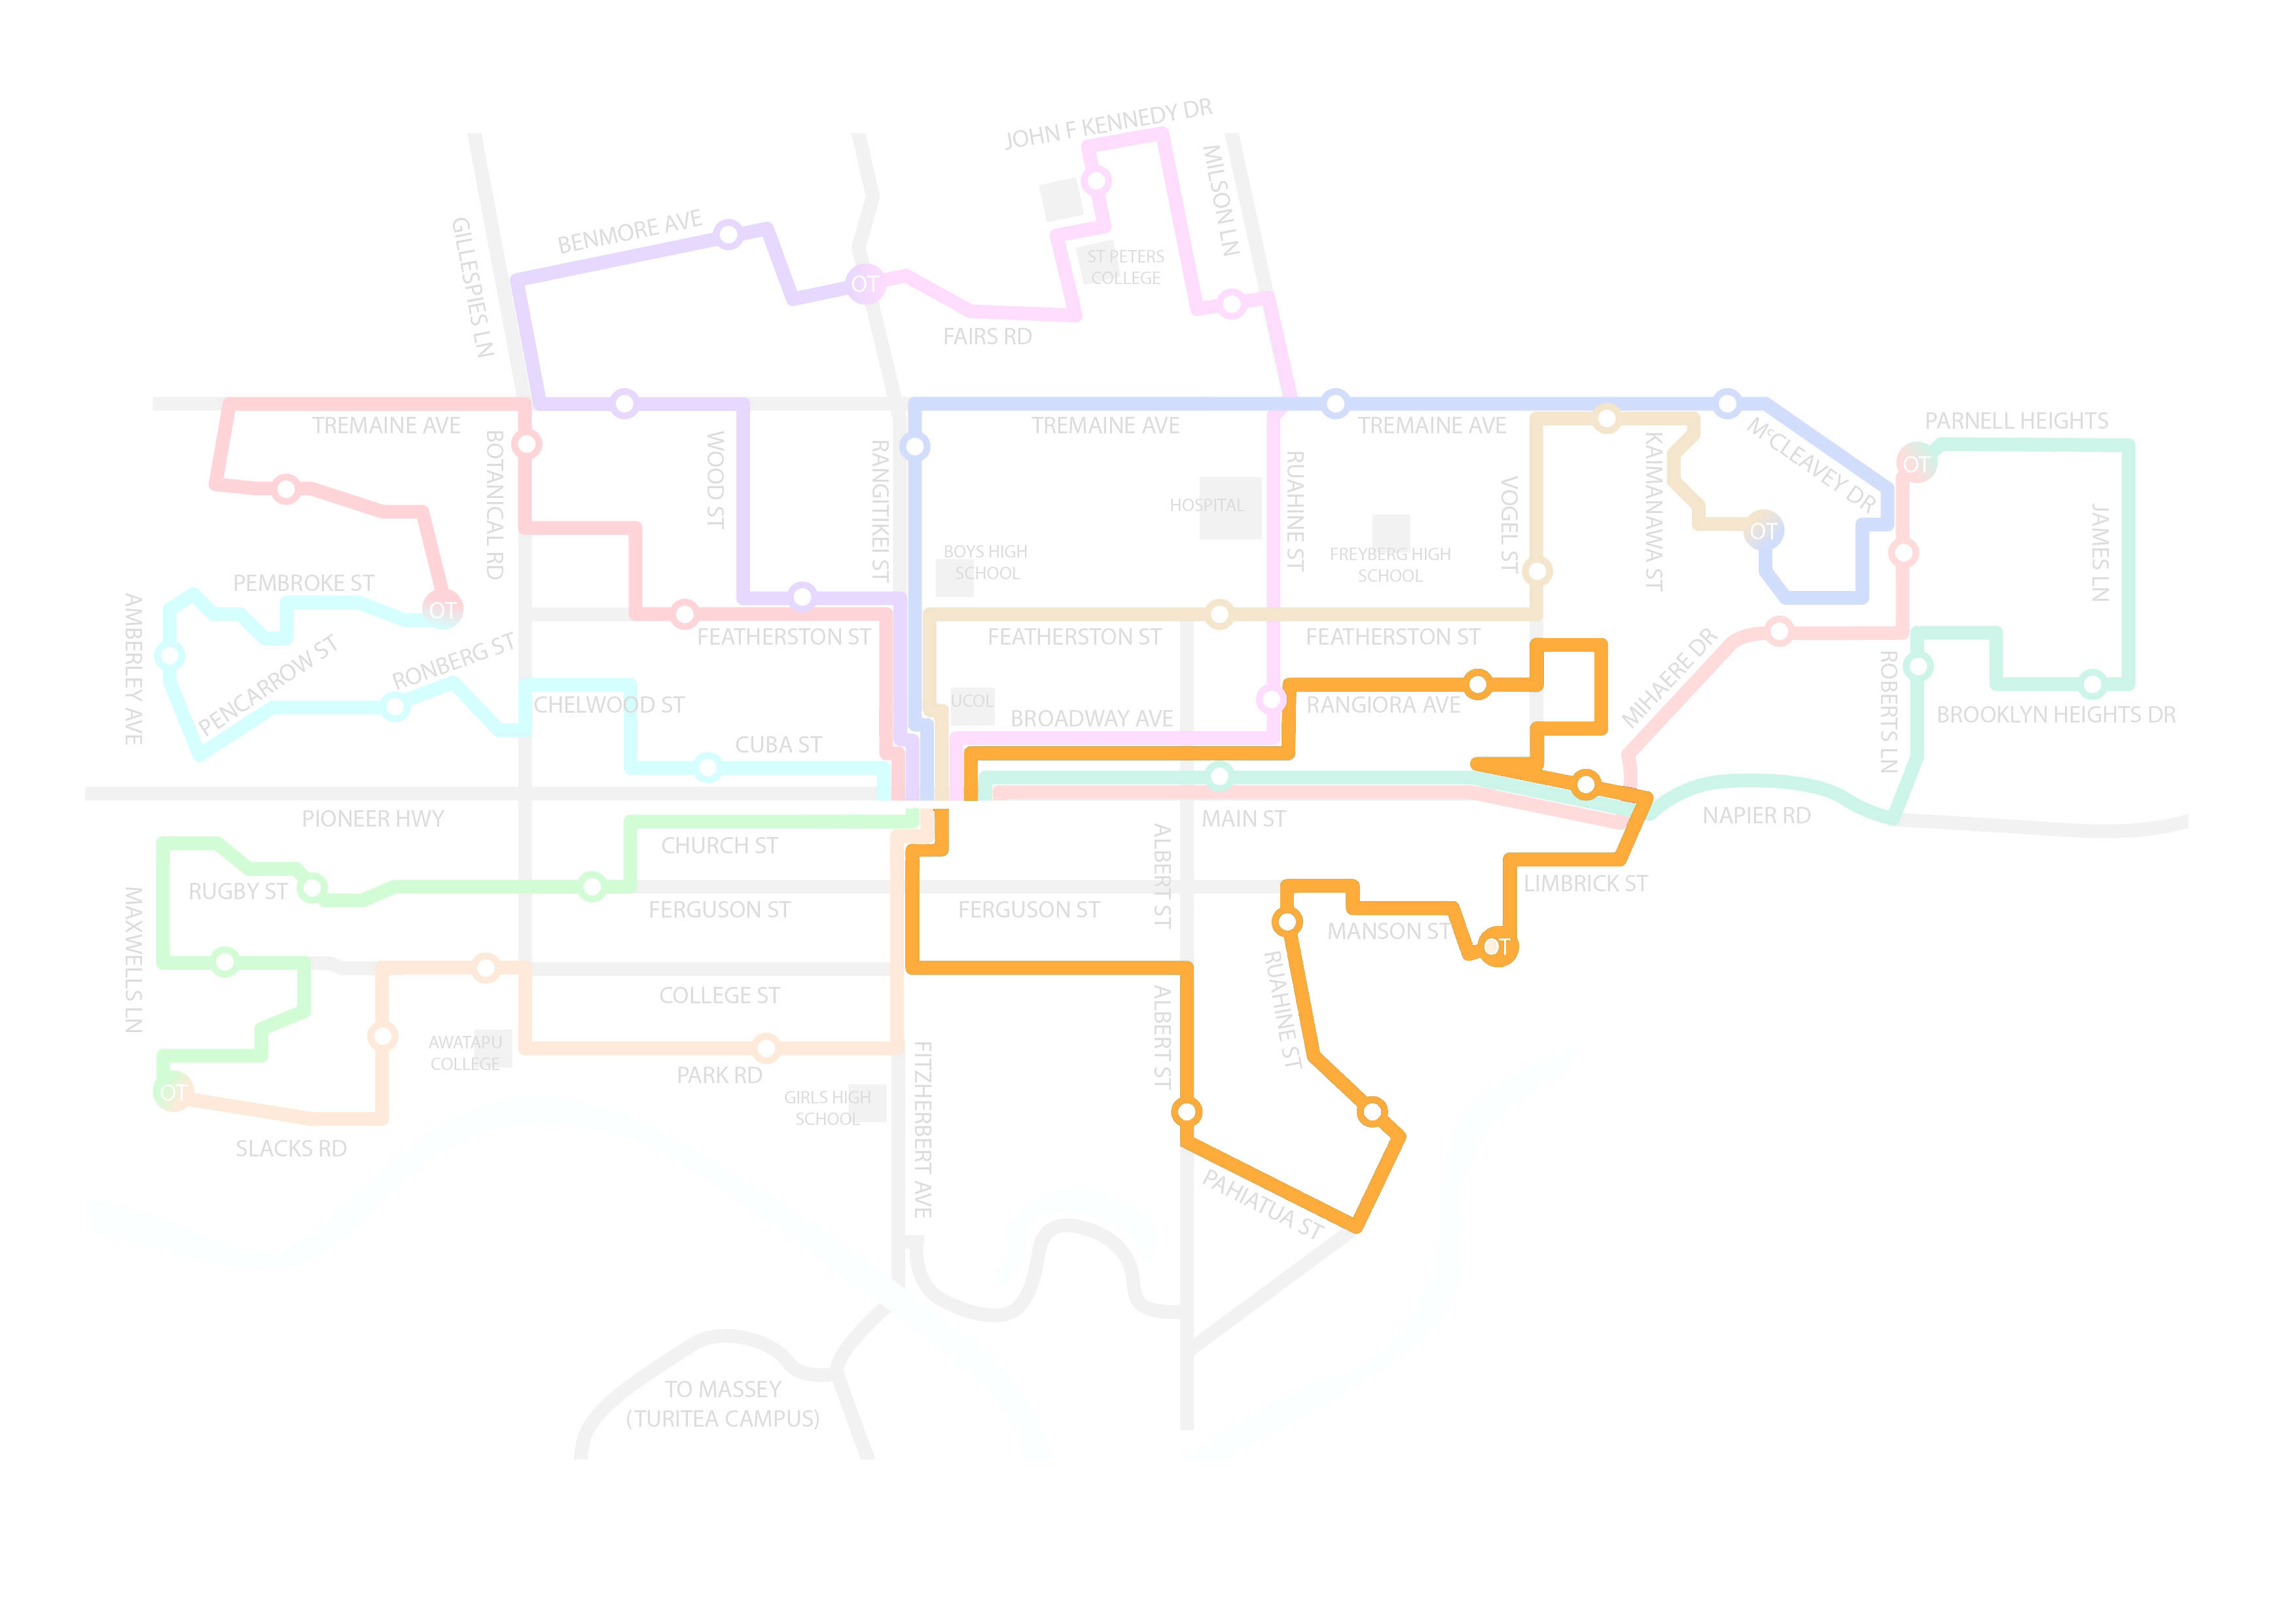 JOHN F KENNEDY DR
MILSON LN
GILLESPIES LN
BENMORE AVE
ST PETERS
COLLEGE
OT
FAIRS RD
TREMAINE AVE
TREMAINE AVE
TREMAINE AVE
PARNELL HEIGHTS
BOTANICAL RD
WOOD ST
RANGITIKEI ST
RUAHINE ST
VOGEL ST
KAIMANAWA ST
McCLEAVEY DR
OT
HOSPITAL
JAMES LN
BOYS HIGH
SCHOOL
FREYBERG HIGH
SCHOOL
OT
PEMBROKE ST
OT
AMBERLEY AVE
PENCARROW ST
RONBERG ST
FEATHERSTON ST
FEATHERSTON ST
FEATHERSTON ST
MIHAERE DR
ROBERTS LN
CHELWOOD ST
UCOL
BROADWAY AVE
RANGIORA AVE
BROOKLYN HEIGHTS DR
CUBA ST
PIONEER HWY
MAIN ST
NAPIER RD
CHURCH ST
ALBERT ST
RUGBY ST
LIMBRICK ST
MAXWELLS LN
FERGUSON ST
FERGUSON ST
MANSON ST
OT
RUAHINE ST
COLLEGE ST
ALBERT ST
AWATAPU
COLLEGE
PARK RD
FITZHERBERT AVE
OT
GIRLS HIGH
SCHOOL
SLACKS RD
PAHIATUA ST
TO MASSEY
(TURITEA CAMPUS)